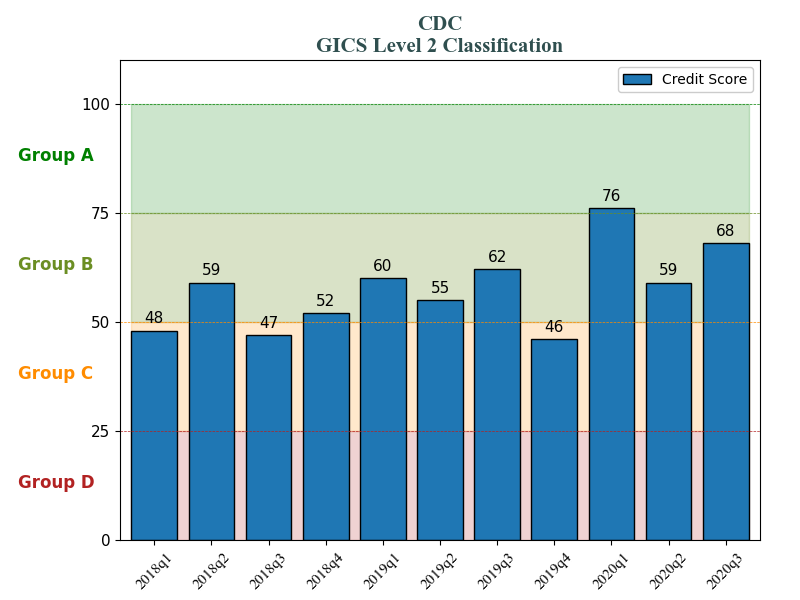 CDC
GICS Level 2 Classification
Credit Score
100
Group A
75
76
68
Group B
59
60
55
62
59
52
50
48
47
46
Group C
25
Group D
0
2018q1
2018q2
2018q3
2018q4
2019q1
2019q2
2019q3
2019q4
2020q1
2020q2
2020q3